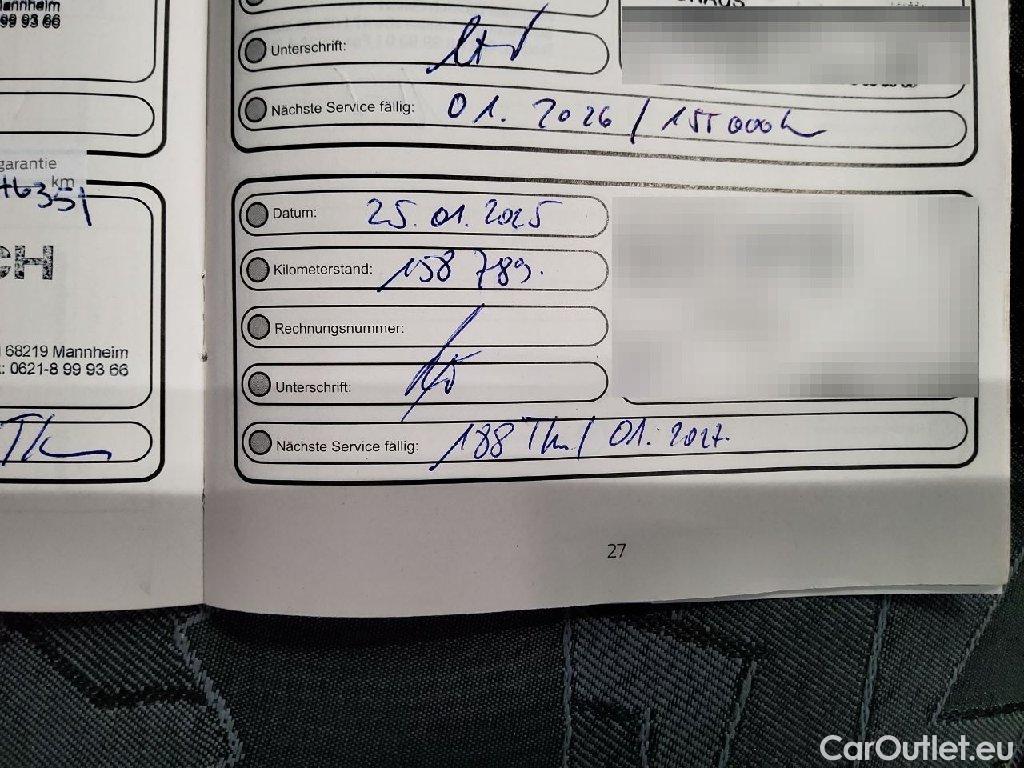 annheim
99 93 66
Unterschrift:
Nächste Service fällig: 01. 2026 / 155 000 km
garantie
km
Datum: 25.01.2025
Kilometerstand: 158 789.
CH
Rechnungsnummer:
68219 Mannheim
: 0621-8 99 93 66
Unterschrift:
Nächste Service fällig: 188 Tkm / 01.2027.
27
CarOutlet.eu